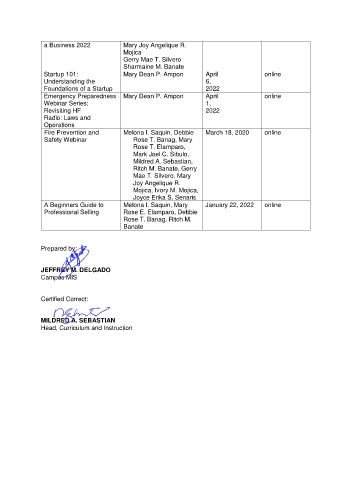 a Business 2022
Mary Joy Angelique R.
Mojica
Gerry Mae T. Silvero
Sharmaine M. Banate
Startup 101:
Understanding the
Foundations of a Startup
Mary Dean P. Ampon
April
6,
2022
online
Emergency Preparedness
Webinar Series:
Revisiting HF
Radio: Laws and
Operations
Mary Dean P. Ampon
April
1,
2022
online
Fire Prevention and
Safety Webinar
Melona I. Saquin, Debbie
Rose T. Banag, Mary
Rose T. Elamparo,
Mark Joel C. Sibulo,
Mildred A. Sebastian,
Ritch M. Banate, Gerry
Mae T. Silvero, Mary
Joy Angelique R.
Mojica, Ivory M. Mojica,
Joyce Erika S. Senaris
March 18, 2020
online
A Beginners Guide to
Professional Selling
Melona I. Saquin, Mary
Rose E. Elamparo, Debbie
Rose T. Banag, Ritch M.
Banate
January 22, 2022
online
Prepared by:
JEFFREY M. DELGADO
Campus MIS
Certified Correct:
MILDRED A. SEBASTIAN
Head, Curriculum and Instruction